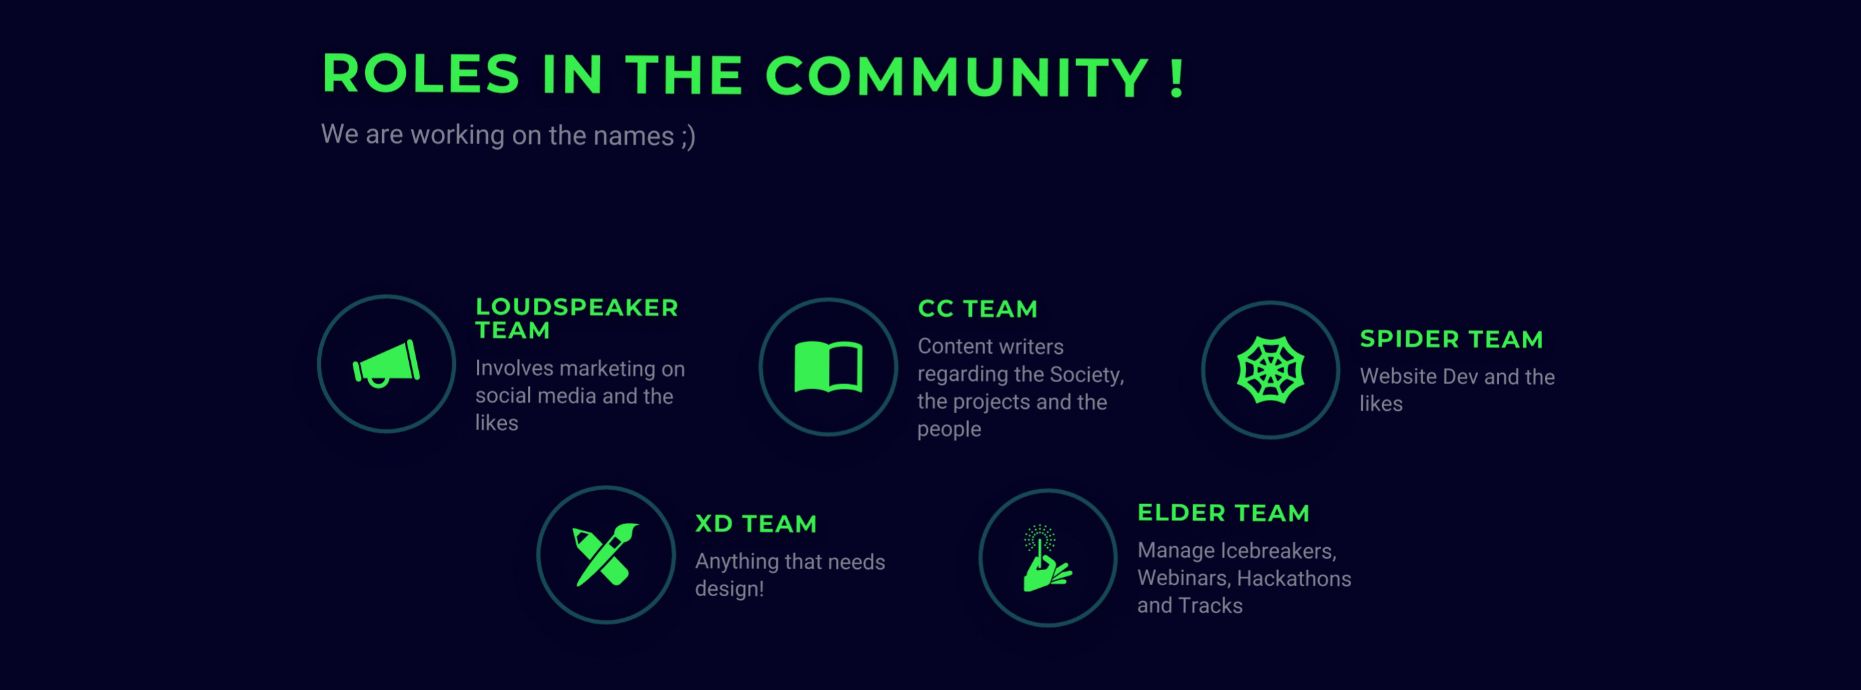 ROLES IN THE COMMUNITY !
We are working on the names ;)
LOUDSPEAKER
TEAM
Involves marketing on
social media and the
likes
CC TEAM
Content writers
regarding the Society,
the projects and the
people
SPIDER TEAM
Website Dev and the
likes
XD TEAM
Anything that needs
design!
ELDER TEAM
Manage Icebreakers,
Webinars, Hackathons
and Tracks